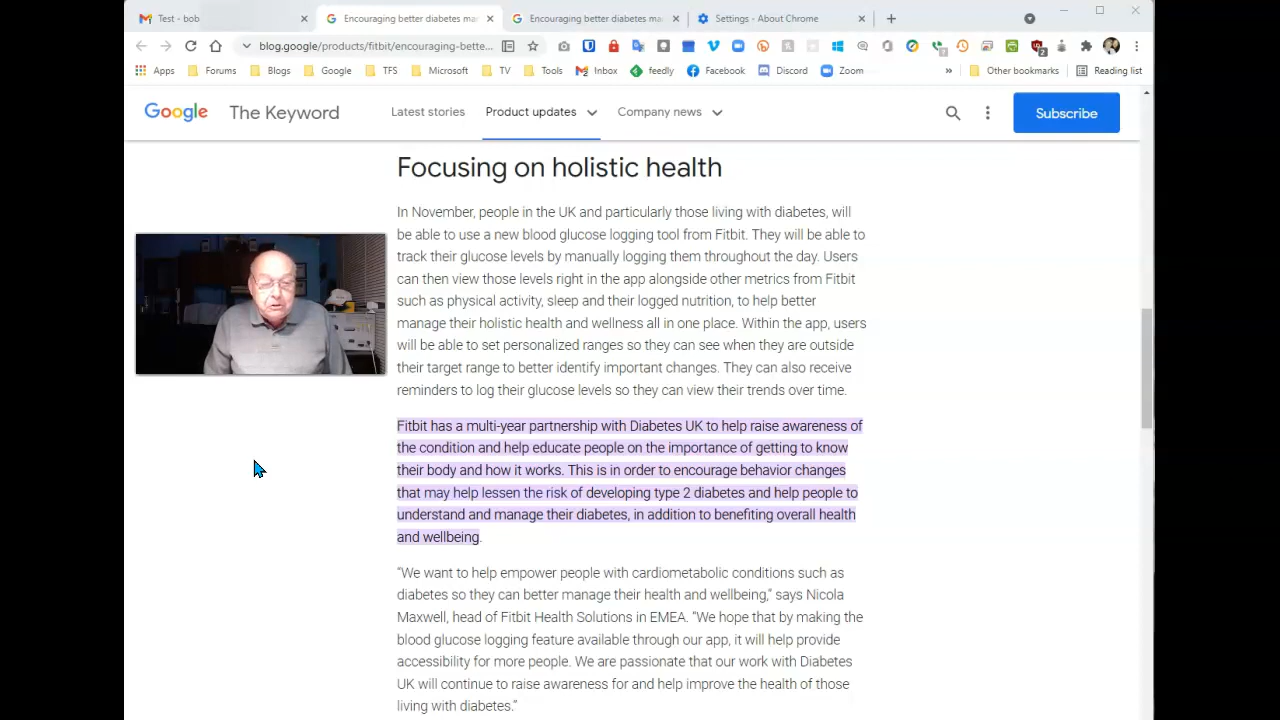 Test - bob
Encouraging better diabetes ma
Encouraging better diabetes ma
Settings - About Chrome
blog.google/products/fitbit/encouraging-bette...
Apps Forums Blogs Google TFS Microsoft TV Tools Inbox feedly Facebook Discord Zoom » Other bookmarks Reading list
Google The Keyword Latest stories Product updates Company news Subscribe
Focusing on holistic health
In November, people in the UK and particularly those living with diabetes, will
be able to use a new blood glucose logging tool from Fitbit. They will be able to
track their glucose levels by manually logging them throughout the day. Users
can then view those levels right in the app alongside other metrics from Fitbit
such as physical activity, sleep and their logged nutrition, to help better
manage their holistic health and wellness all in one place. Within the app, users
will be able to set personalized ranges so they can see when they are outside
their target range to better identify important changes. They can also receive
reminders to log their glucose levels so they can view their trends over time.
Fitbit has a multi-year partnership with Diabetes UK to help raise awareness of
the condition and help educate people on the importance of getting to know
their body and how it works. This is in order to encourage behavior changes
that may help lessen the risk of developing type 2 diabetes and help people to
understand and manage their diabetes, in addition to benefiting overall health
and wellbeing.
“We want to help empower people with cardiometabolic conditions such as
diabetes so they can better manage their health and wellbeing,” says Nicola
Maxwell, head of Fitbit Health Solutions in EMEA. “We hope that by making the
blood glucose logging feature available through our app, it will help provide
accessibility for more people. We are passionate that our work with Diabetes
UK will continue to raise awareness for and help improve the health of those
living with diabetes.”